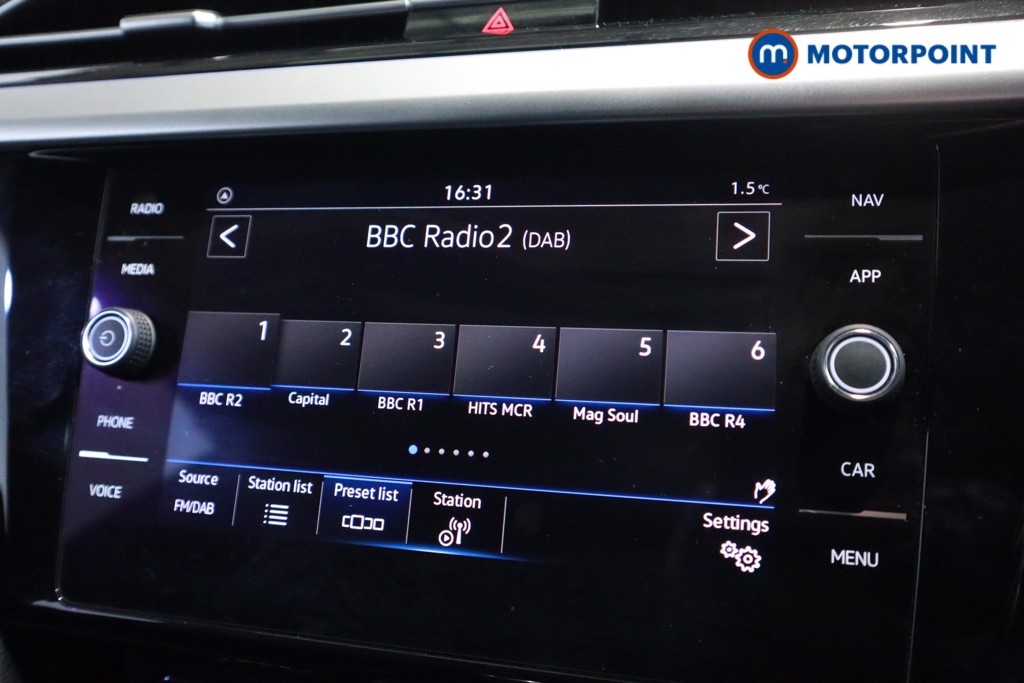 m. MOTORPOINT
RADIO
MEDIA
PHONE
VOICE
16:31
1.5°C
BBC Radio2 (DAB)
1 2 3 4 5 6
BBC R2 Capital BBC R1 HITS MCR Mag Soul BBC R4
Source
FM/DAB
Station list
Preset list
Station
Settings
NAV
APP
CAR
MENU